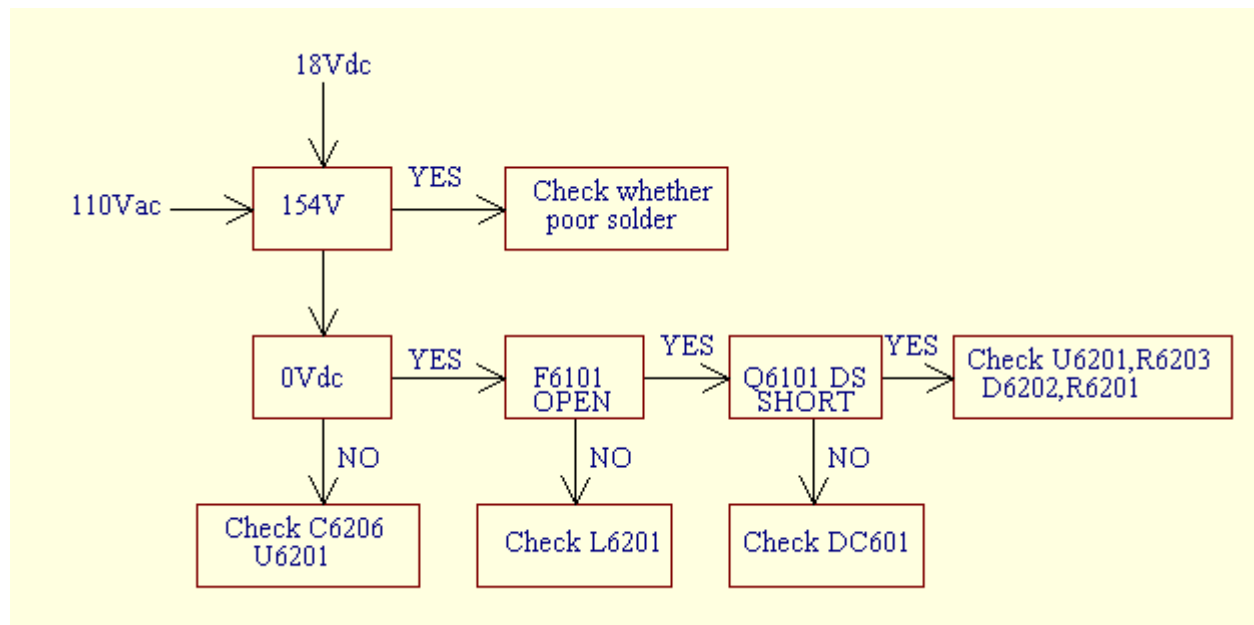 18Vdc
110Vac
154V
YES
Check whether
poor solder
0Vdc
YES
F6101
OPEN
YES
Q6101 DS
SHORT
YES
Check U6201,R6203
D6202,R6201
NO
NO
NO
Check C6206
U6201
Check L6201
Check DC601